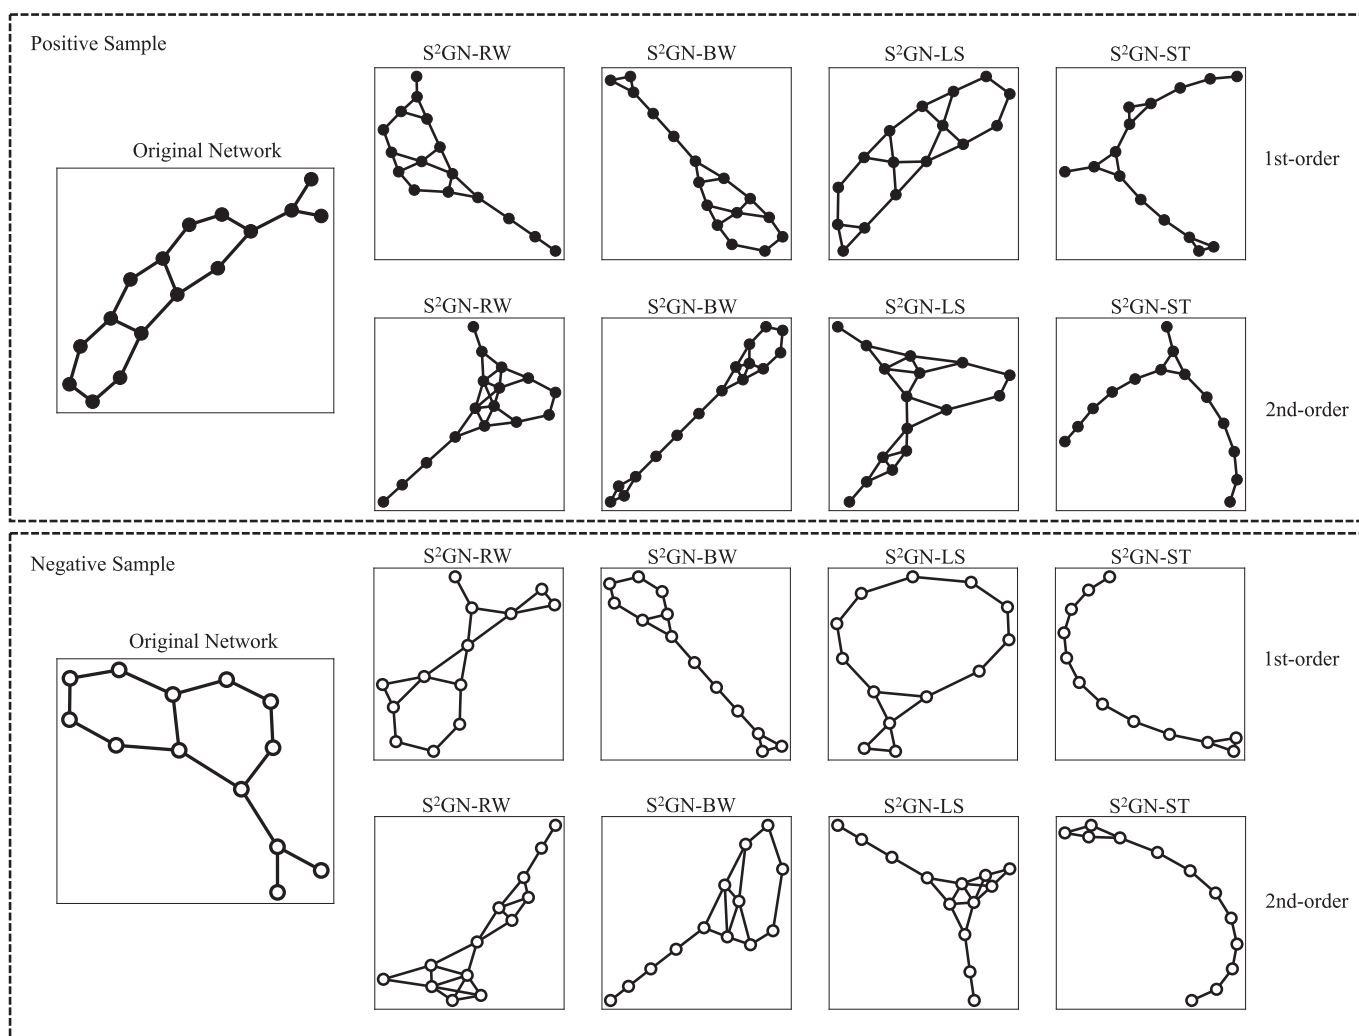 Positive Sample
S²GN-RW S²GN-BW S²GN-LS S²GN-ST
Original Network
1st-order
S²GN-RW S²GN-BW S²GN-LS S²GN-ST
2nd-order
Negative Sample
S²GN-RW S²GN-BW S²GN-LS S²GN-ST
Original Network
1st-order
S²GN-RW S²GN-BW S²GN-LS S²GN-ST
2nd-order